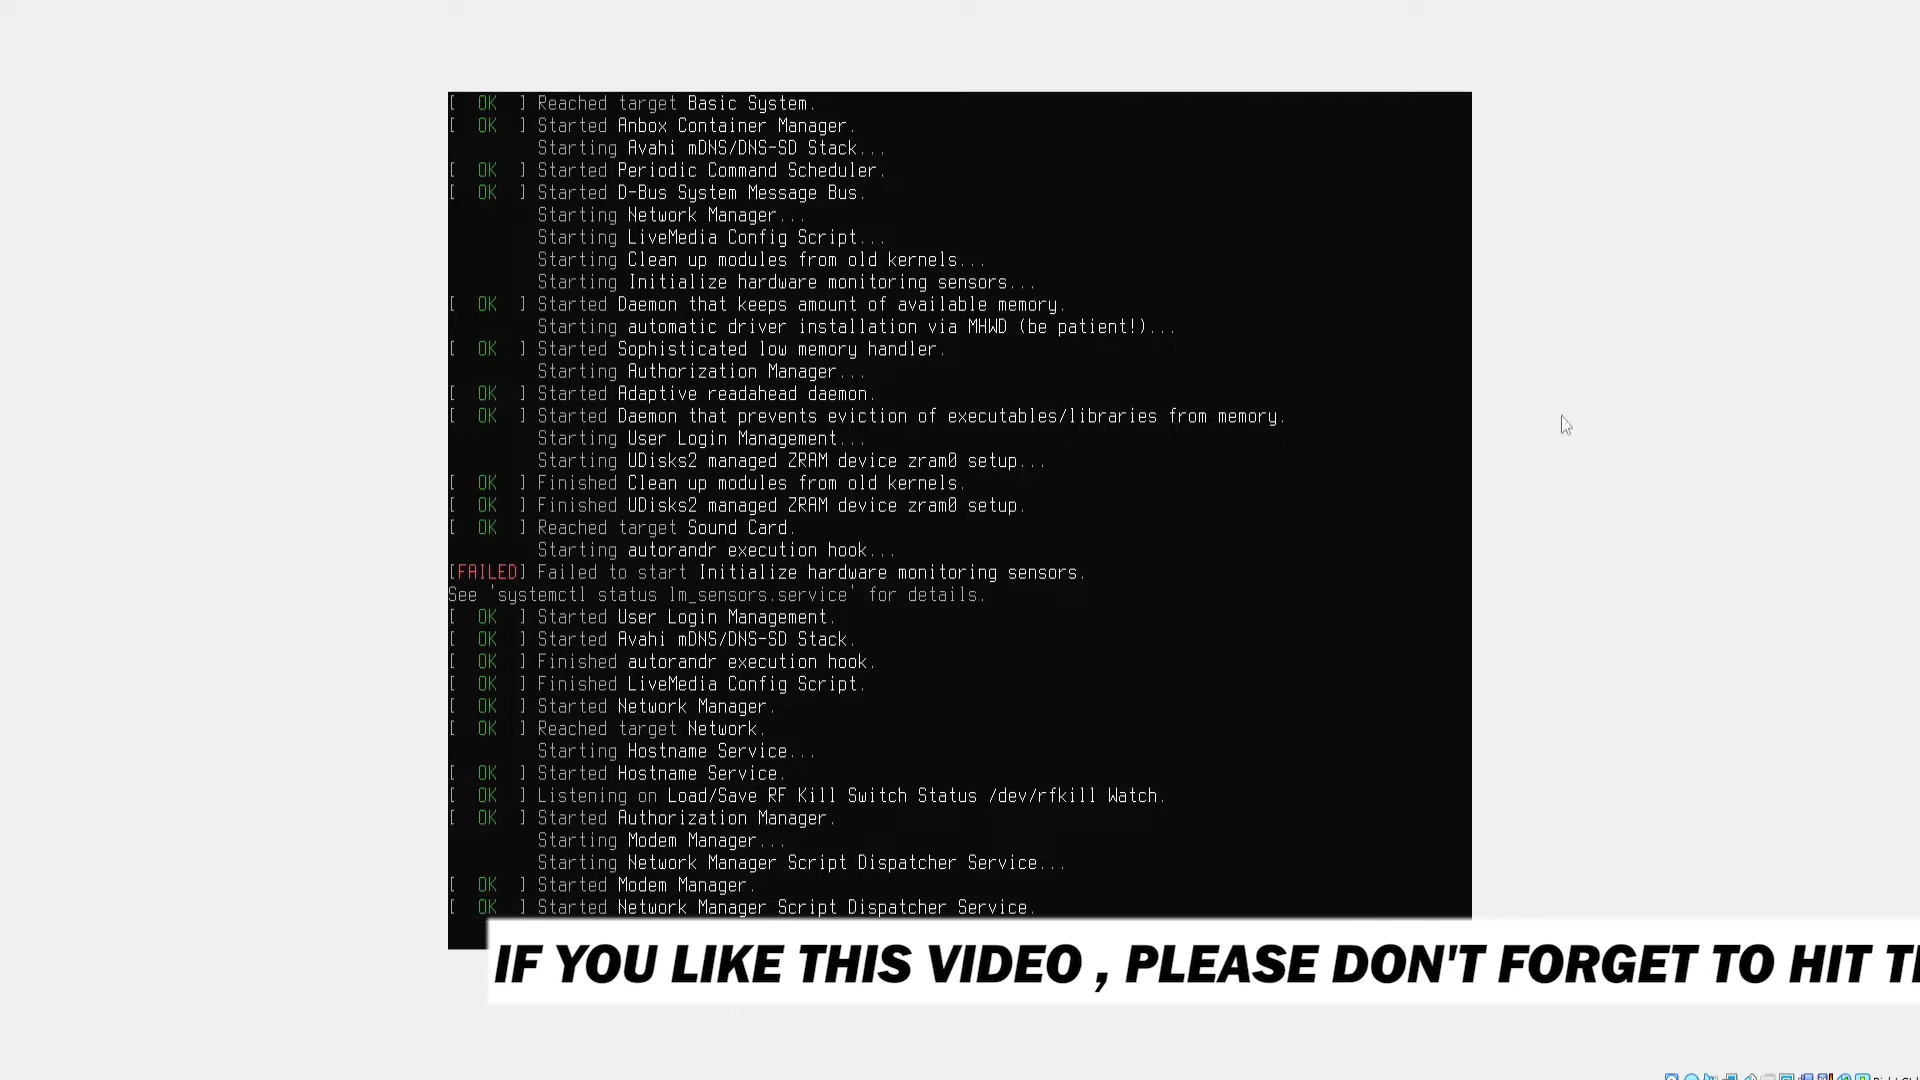 [  OK  ] Reached target Basic System.
[  OK  ] Started Anbox Container Manager.
Starting Avahi mDNS/DNS-SD Stack...
[  OK  ] Started Periodic Command Scheduler.
[  OK  ] Started D-Bus System Message Bus.
Starting Network Manager...
Starting LiveMedia Config Script...
Starting Clean up modules from old kernels...
Starting Initialize hardware monitoring sensors...
[  OK  ] Started Daemon that keeps amount of available memory.
Starting automatic driver installation via MHWD (be patient!)...
[  OK  ] Started Sophisticated low memory handler.
Starting Authorization Manager...
[  OK  ] Started Adaptive readahead daemon.
[  OK  ] Started Daemon that prevents eviction of executables/libraries from memory.
Starting User Login Management...
Starting UDisks2 managed ZRAM device zram0 setup...
[  OK  ] Finished Clean up modules from old kernels.
[  OK  ] Finished UDisks2 managed ZRAM device zram0 setup.
[  OK  ] Reached target Sound Card.
Starting autorandr execution hook...
[FAILED] Failed to start Initialize hardware monitoring sensors.
See 'systemctl status lm_sensors.service' for details.
[  OK  ] Started User Login Management.
[  OK  ] Started Avahi mDNS/DNS-SD Stack.
[  OK  ] Finished autorandr execution hook.
[  OK  ] Finished LiveMedia Config Script.
[  OK  ] Started Network Manager.
[  OK  ] Reached target Network.
Starting Hostname Service...
[  OK  ] Started Hostname Service.
[  OK  ] Listening on Load/Save RF Kill Switch Status /dev/rfkill Watch.
[  OK  ] Started Authorization Manager.
Starting Modem Manager...
Starting Network Manager Script Dispatcher Service...
[  OK  ] Started Modem Manager.
[  OK  ] Started Network Manager Script Dispatcher Service.
IF YOU LIKE THIS VIDEO , PLEASE DON'T FORGET TO HIT